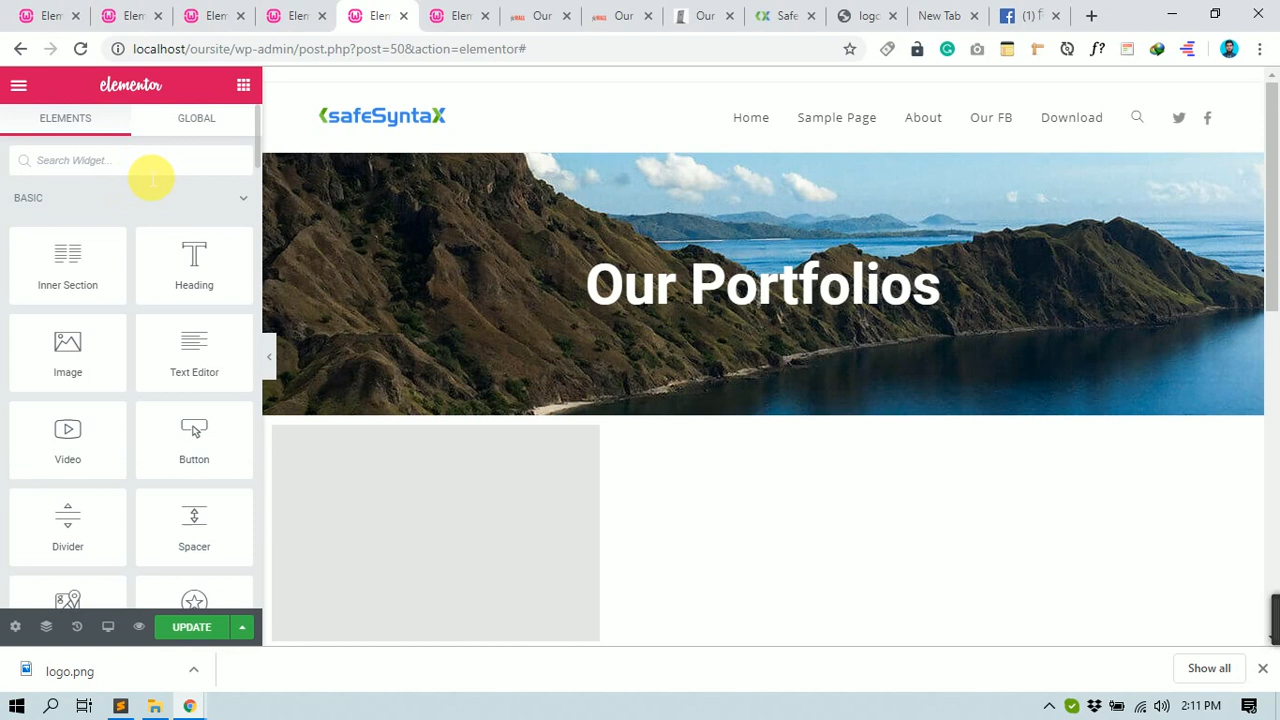 Elem
Elem
Elem
Elem
Elem
Elem
Our
Our
Our
Safe
logo
New Tab
(1) f
localhost/oursite/wp-admin/post.php?post=50&action=elementor#
elementor
ELEMENTS
GLOBAL
Search Widget...
BASIC
Inner Section
Heading
Image
Text Editor
Video
Button
Divider
Spacer
UPDATE
safeSyntaX
Home
Sample Page
About
Our FB
Download
Our Portfolios
logo.png
Show all
2:11 PM